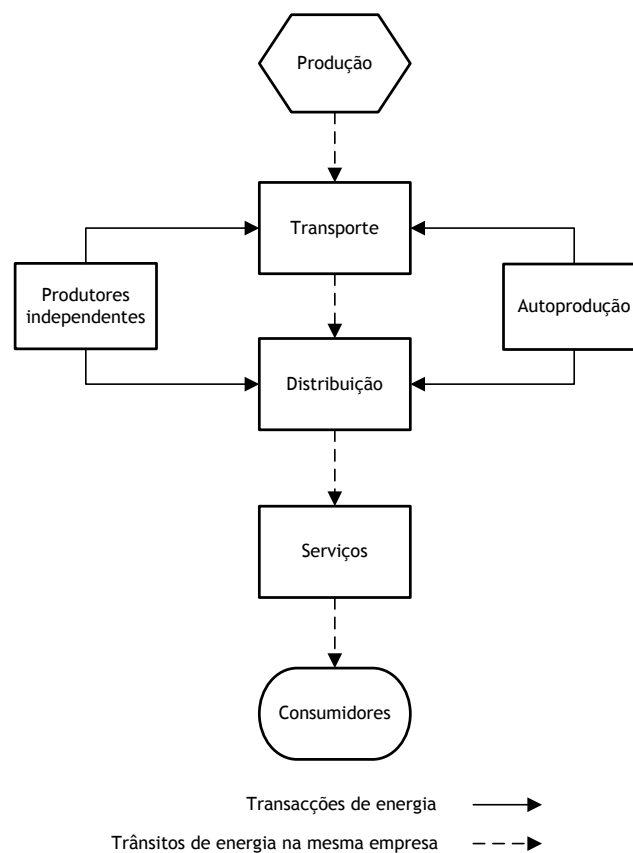 Produção
Transporte
Produtores
independentes
Autoprodução
Distribuição
Serviços
Consumidores
Transacções de energia
Trânsitos de energia na mesma empresa